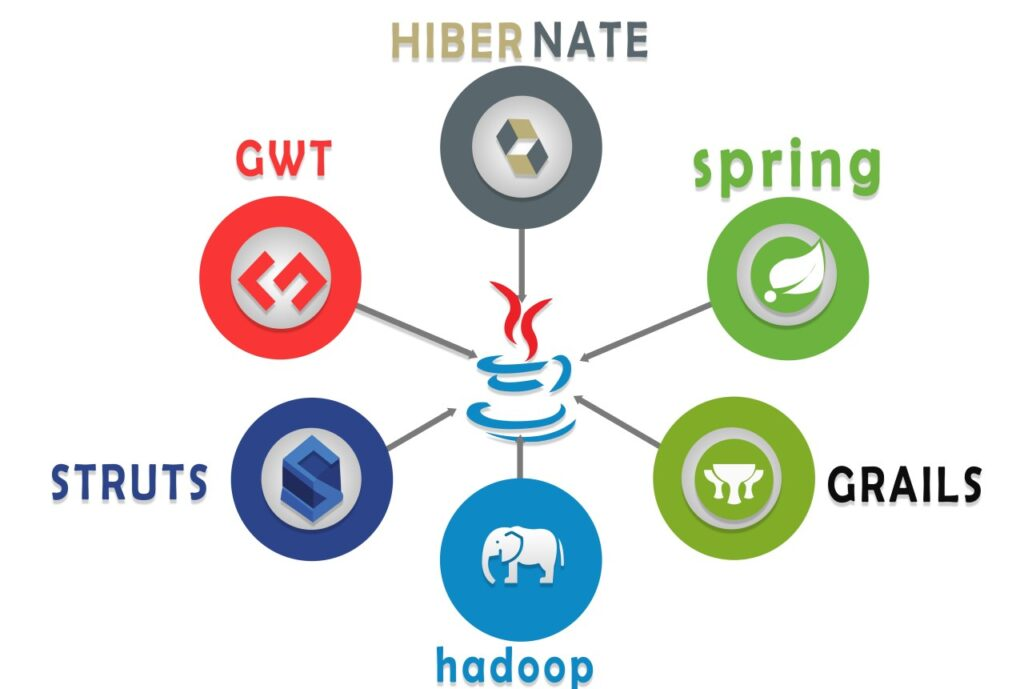 HIBERNATE
GWT
spring
STRUTS
GRAILS
hadoop